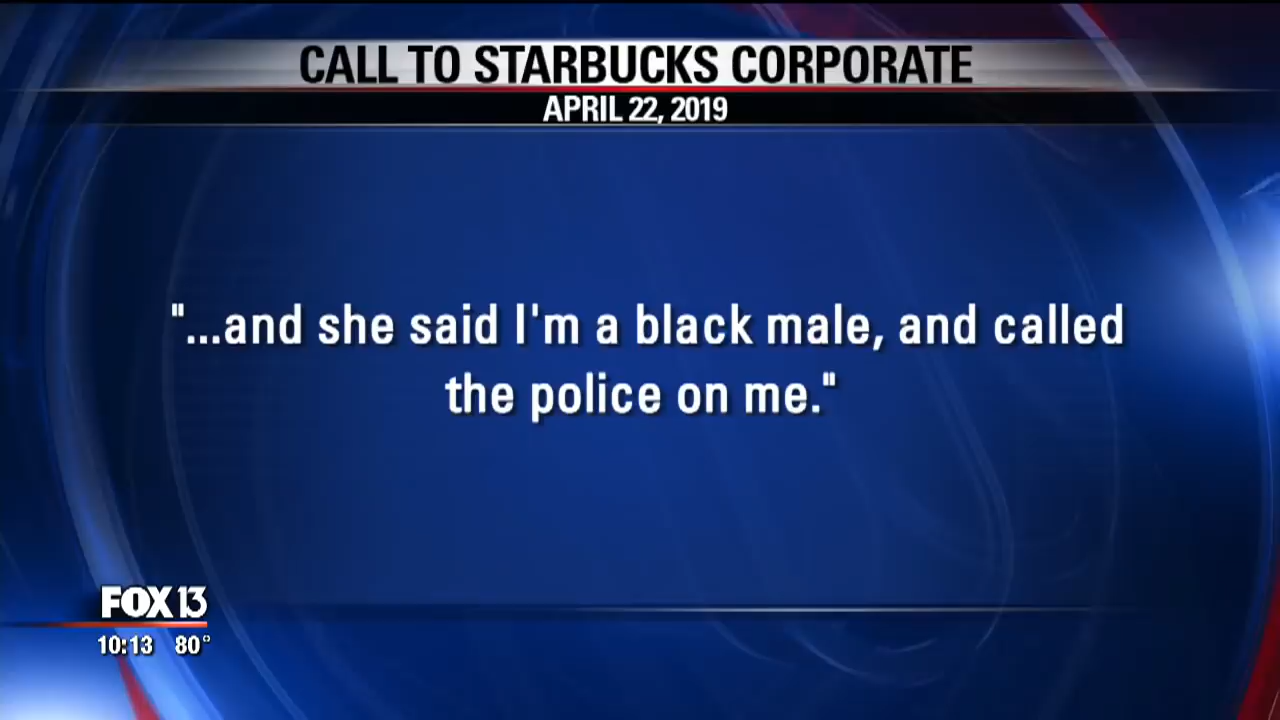 CALL TO STARBUCKS CORPORATE
APRIL 22, 2019
"...and she said I'm a black male, and called
the police on me."
FOX 13
10:13 80°